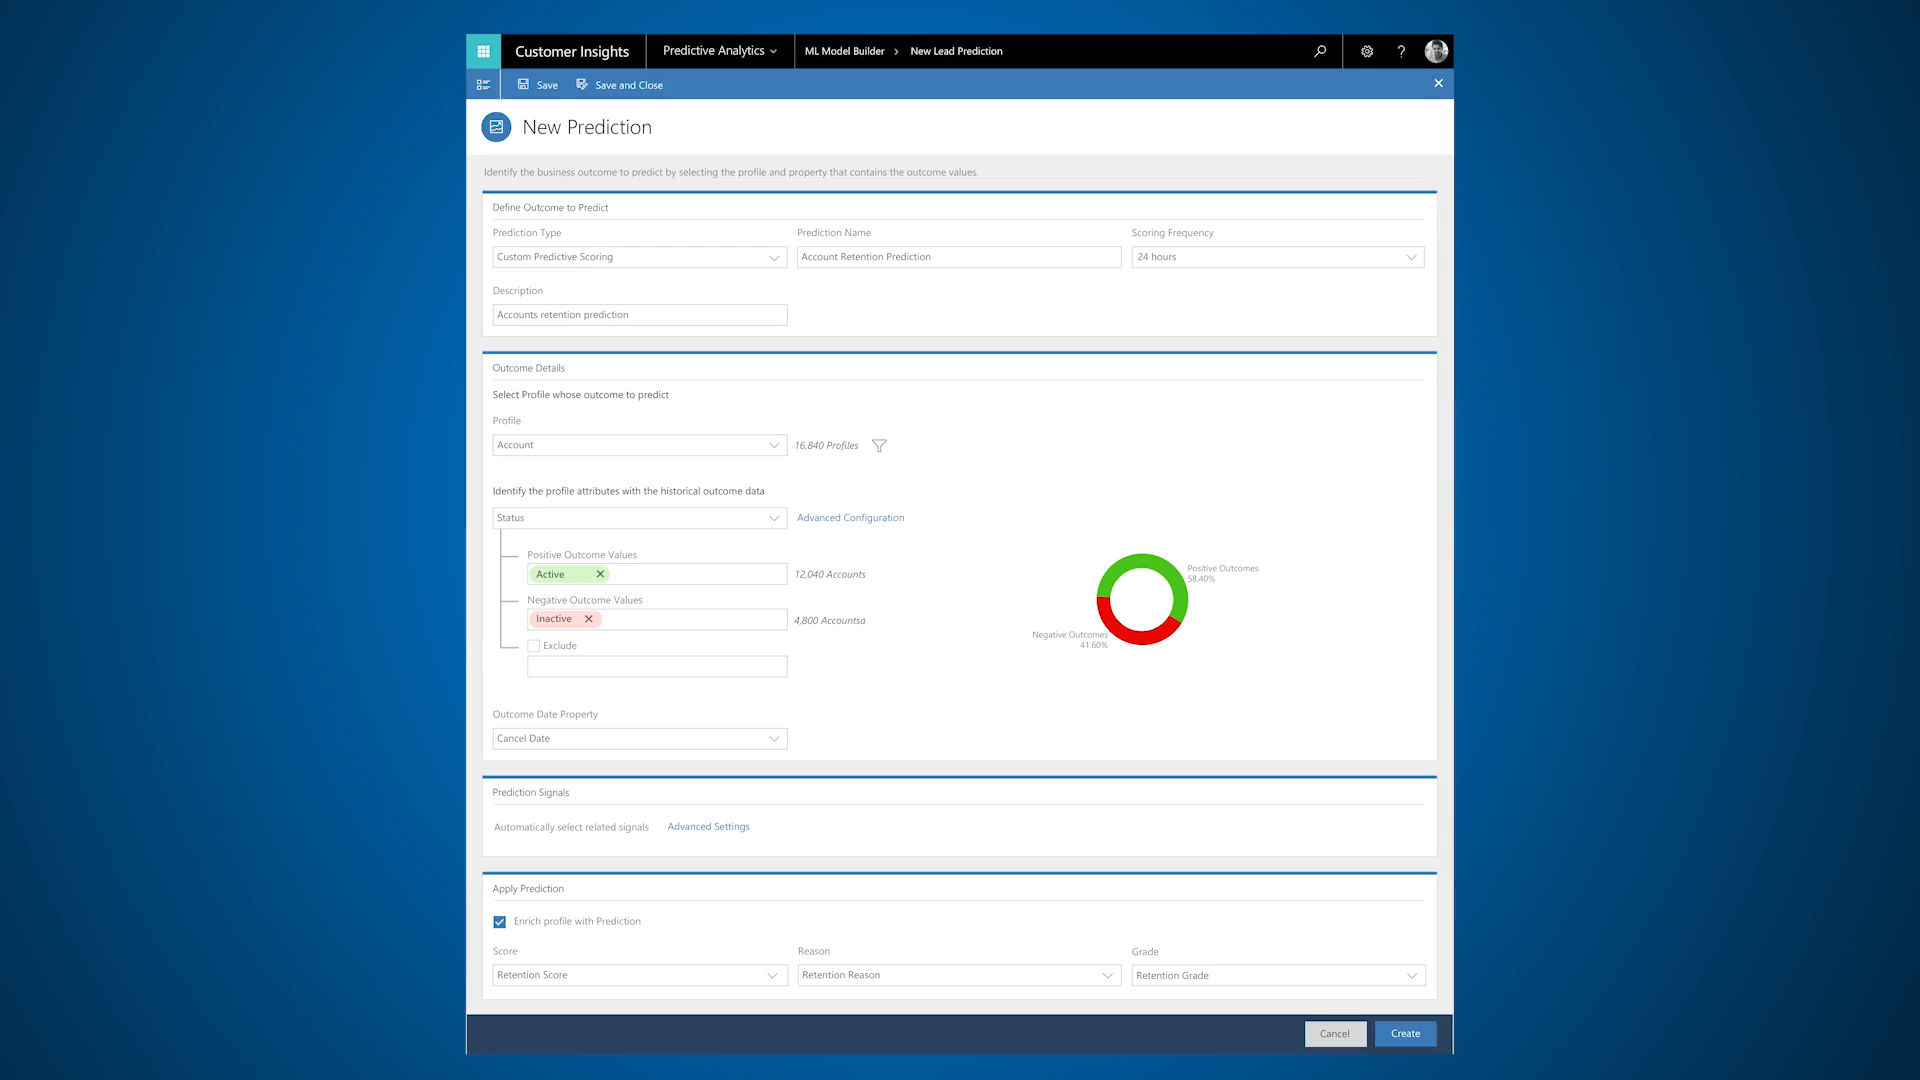 Customer Insights
Predictive Analytics
ML Model Builder > New Lead Prediction
?
Save
Save and Close
New Prediction
Identify the business outcome to predict by selecting the profile and property that contains the outcome values.
Define Outcome to Predict
Prediction Type
Prediction Name
Scoring Frequency
Custom Predictive Scoring
Account Retention Prediction
24 hours
Description
Accounts retention prediction
Outcome Details
Select Profile whose outcome to predict
Profile
Account
16,840 Profiles
Identify the profile attributes with the historical outcome data
Status
Advanced Configuration
Positive Outcome Values
Active
12,040 Accounts
Negative Outcome Values
Inactive
4,800 Accountsa
Exclude
Positive Outcomes
58.40%
Negative Outcomes
41.60%
Outcome Date Property
Cancel Date
Prediction Signals
Automatically select related signals
Advanced Settings
Apply Prediction
Enrich profile with Prediction
Score
Reason
Grade
Retention Score
Retention Reason
Retention Grade
Cancel
Create